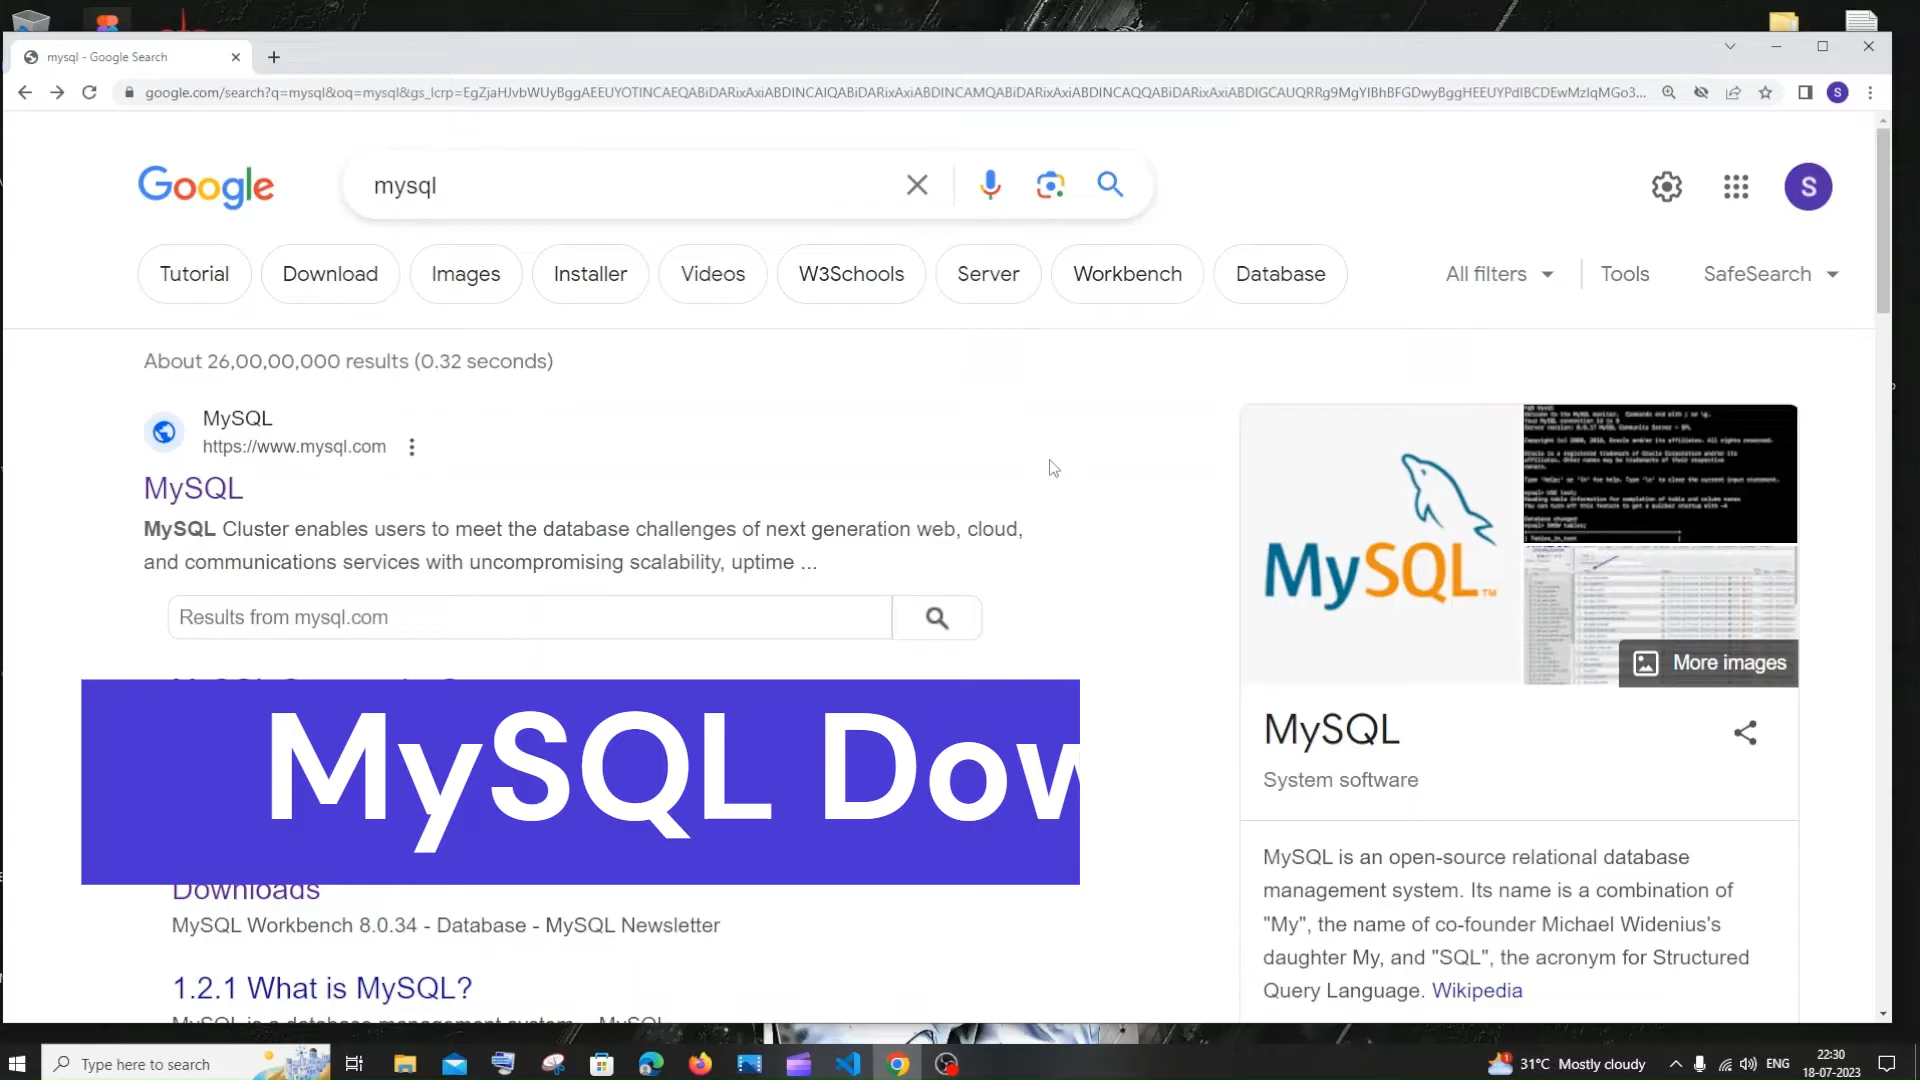 mysql - Google Search
google.com/search?q=mysql&oq=mysql&gs_lcrp=EgZjaHJvbWUyBggAEEUYOTINCAEQABiDARixAxiABDINCAIQABiDARixAxiABDINCAMQABiDARixAxiABDINCAQQABiDARixAxiABDIGCAUQRRg9MgYIBhBFGDwyBggHEEUYPdIBCDEwMzlqMGo3...
S
Google
mysql
S
Tutorial
Download
Images
Installer
Videos
W3Schools
Server
Workbench
Database
All filters
Tools
SafeSearch
About 26,00,00,000 results (0.32 seconds)
MySQL
https://www.mysql.com
MySQL
MySQL Cluster enables users to meet the database challenges of next generation web, cloud,
and communications services with uncompromising scalability, uptime ...
Results from mysql.com
MySQL Dow
Downloads
MySQL Workbench 8.0.34 - Database - MySQL Newsletter
1.2.1 What is MySQL?
MySQL is a database management system. - MySQL
MySQL™
More images
MySQL
System software
MySQL is an open-source relational database
management system. Its name is a combination of
"My", the name of co-founder Michael Widenius's
daughter My, and "SQL", the acronym for Structured
Query Language. Wikipedia
Type here to search
31°C Mostly cloudy
ENG
22:30
18-07-2023